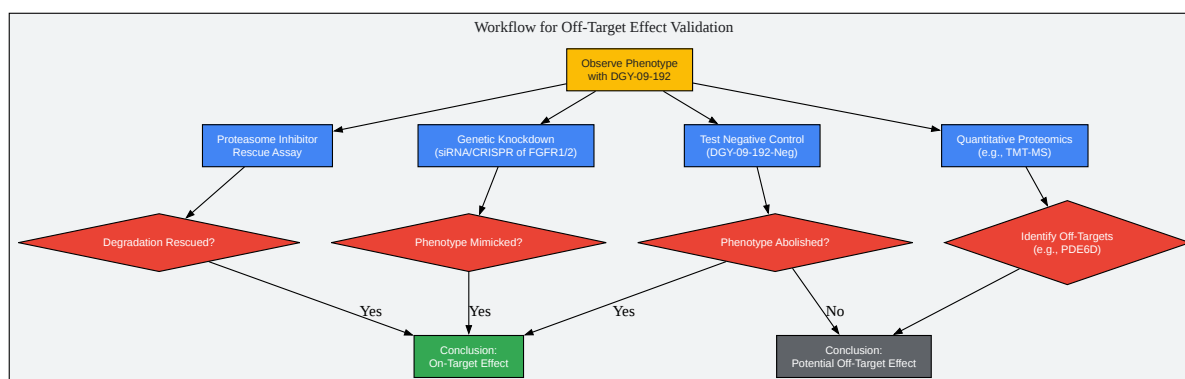 Workflow for Off-Target Effect Validation
Observe Phenotype
with DGY-09-192
Proteasome Inhibitor
Rescue Assay
Genetic Knockdown
(siRNA/CRISPR of FGFR1/2)
Test Negative Control
(DGY-09-192-Neg)
Quantitative Proteomics
(e.g., TMT-MS)
Degradation Rescued?
Phenotype Mimicked?
Phenotype Abolished?
Identify Off-Targets
(e.g., PDE6D)
Yes
Yes
Yes
No
Conclusion:
On-Target Effect
Conclusion:
Potential Off-Target Effect